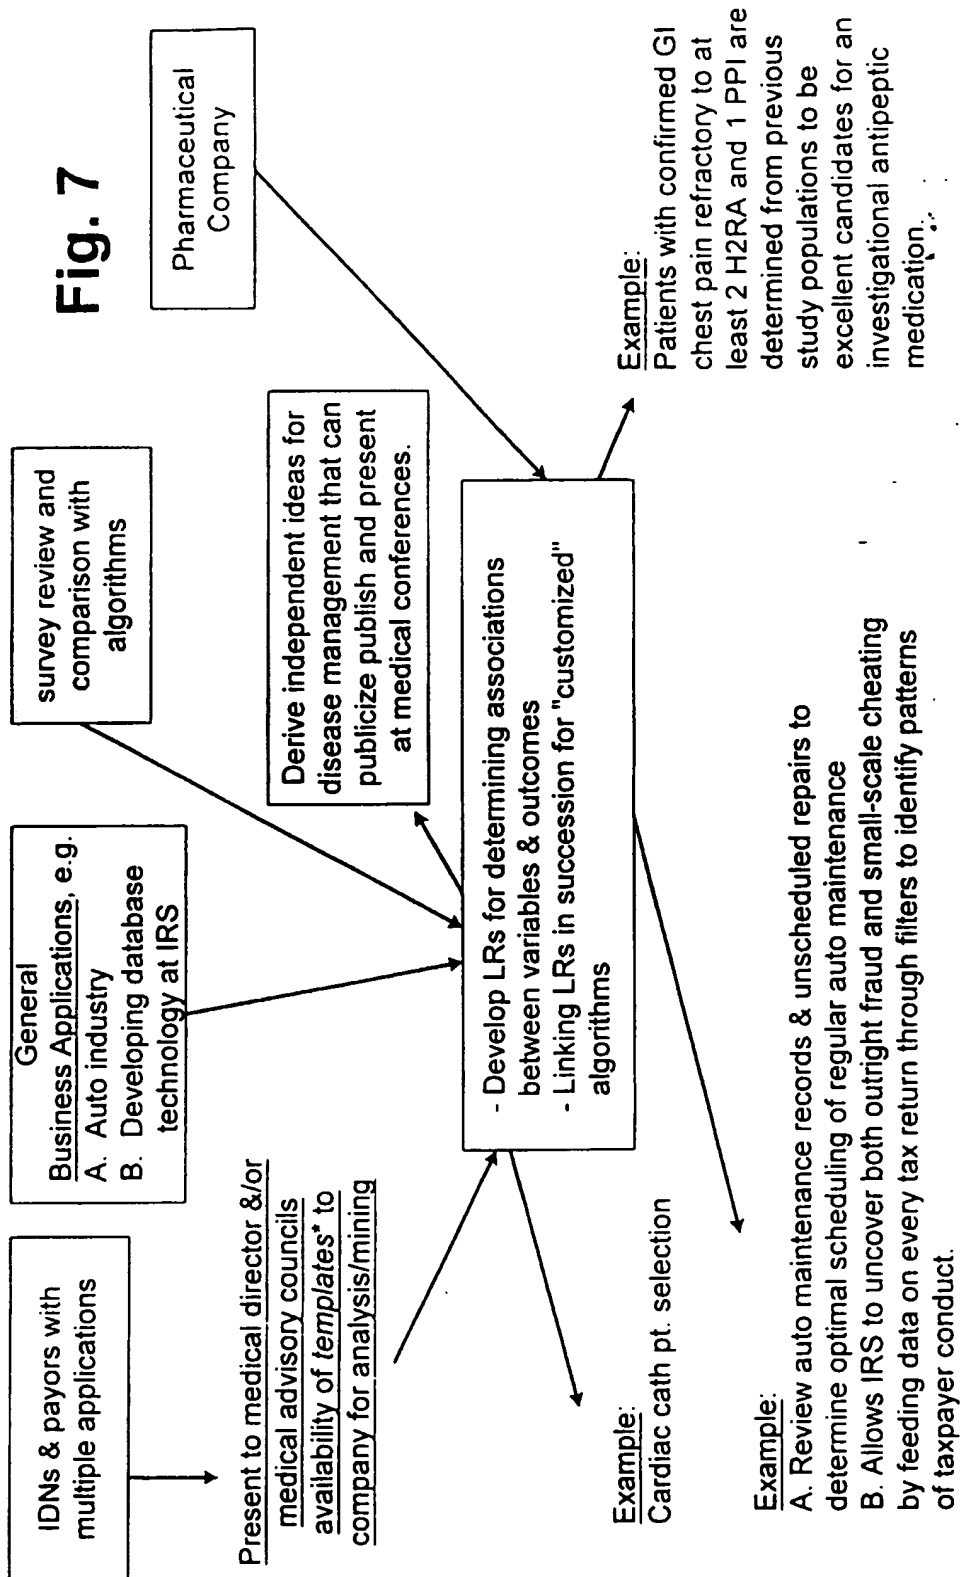 Fig. 7
IDNs & payors with
multiple applications
General
Business Applications, e.g.
A. Auto industry
B. Developing database
technology at IRS
survey review and
comparison with
algorithms
Pharmaceutical
Company
Present to medical director &/or
medical advisory councils
availability of templates* to
company for analysis/mining
Derive independent ideas for
disease management that can
publicize publish and present
at medical conferences.
- Develop LRs for determining associations
between variables & outcomes
- Linking LRs in succession for "customized"
algorithms
Example:
Cardiac cath pt. selection
Example:
Patients with confirmed GI
chest pain refractory to at
least 2 H2RA and 1 PPI are
determined from previous
study populations to be
excellent candidates for an
investigational antipeptic
medication.
Example:
A. Review auto maintenance records & unscheduled repairs to
determine optimal scheduling of regular auto maintenance
B. Allows IRS to uncover both outright fraud and small-scale cheating
by feeding data on every tax return through filters to identify patterns
of taxpayer conduct.